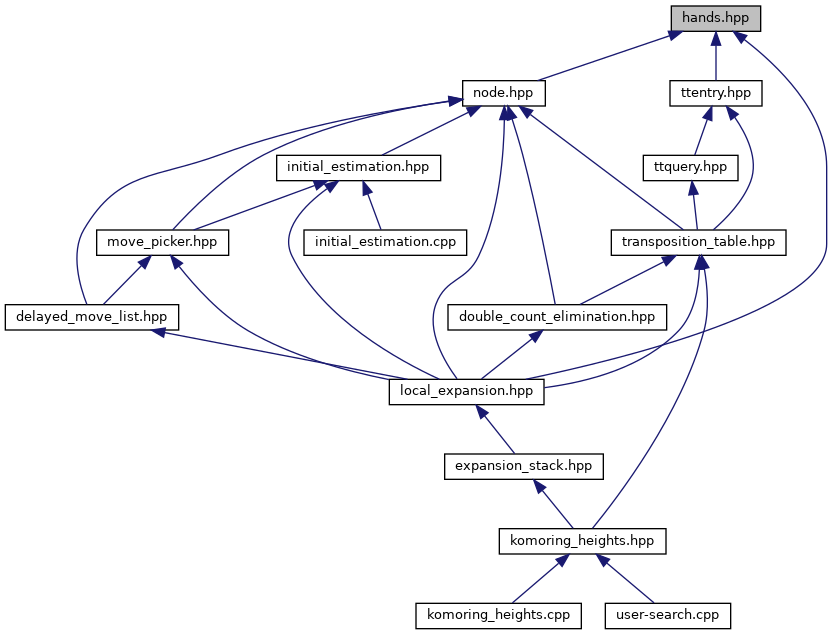 hands.hpp
node.hpp
ttentry.hpp
initial_estimation.hpp
ttquery.hpp
move_picker.hpp
initial_estimation.cpp
transposition_table.hpp
delayed_move_list.hpp
double_count_elimination.hpp
local_expansion.hpp
expansion_stack.hpp
komoring_heights.hpp
komoring_heights.cpp
user-search.cpp